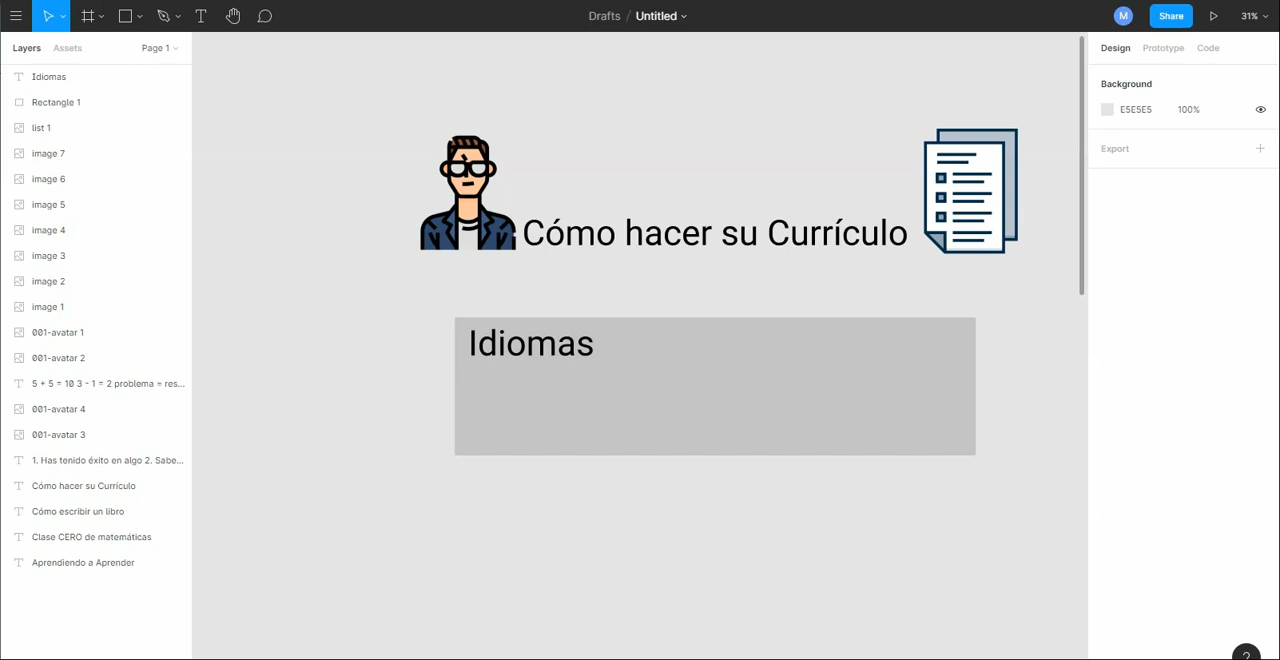 Drafts / Untitled
M
Share
31%
Layers
Assets
Page 1
Design
Prototype
Code
Idiomas
Rectangle 1
list 1
image 7
image 6
image 5
image 4
image 3
image 2
image 1
001-avatar 1
001-avatar 2
5 + 5 = 10 3 - 1 = 2 problema = res...
001-avatar 4
001-avatar 3
1. Has tenido éxito en algo 2. Sabe...
Cómo hacer su Currículo
Cómo escribir un libro
Clase CERO de matemáticas
Aprendiendo a Aprender
Cómo hacer su Currículo
Idiomas
Background
E5E5E5 100%
Export
?